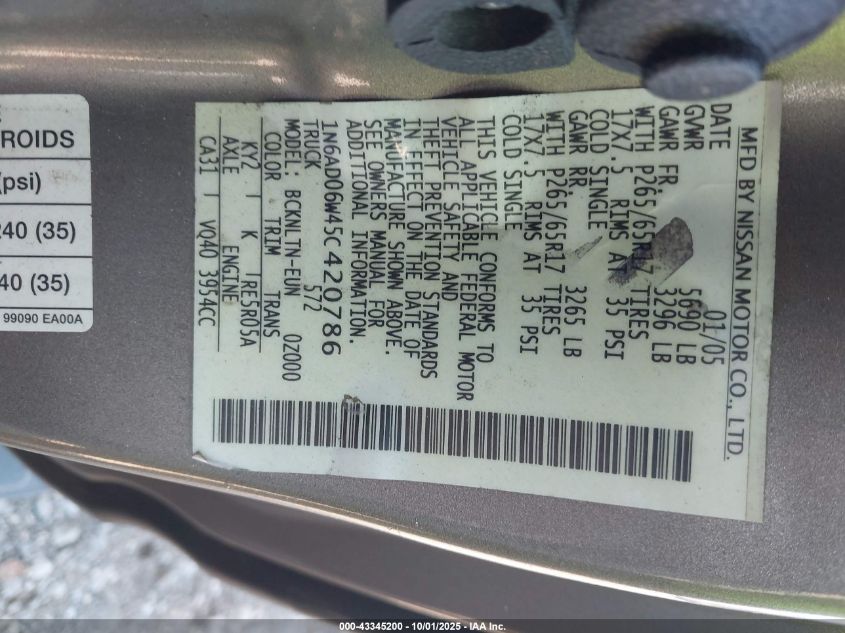 MFD BY NISSAN MOTOR CO., LTD.
DATE 01/05
GVWR 5690 LB
GAWR FR. 3296 LB
WITH P265/65R17 TIRES
17X7.5 RIMS AT 35 PSI
COLD SINGLE
GAWR RR. 3265 LB
WITH P265/65R17 TIRES
17X7.5 RIMS AT 35 PSI
COLD SINGLE
THIS VEHICLE CONFORMS TO
ALL APPLICABLE FEDERAL MOTOR
VEHICLE SAFETY AND
THEFT PREVENTION STANDARDS
IN EFFECT ON THE DATE OF
MANUFACTURE SHOWN ABOVE.
SEE OWNERS MANUAL FOR
ADDITIONAL INFORMATION.
1N6AD06W45C420786
TRUCK 572
MODEL: BCKNLTN-EUN 0Z000
COLOR TRIM TRANS
KY2 K RE5R05A
AXLE ENGINE
CA31 VQ40 3954CC
ROIDS
(psi)
240 (35)
40 (35)
99090 EA00A
000-43345200 - 10/01/2025 - IAA Inc.